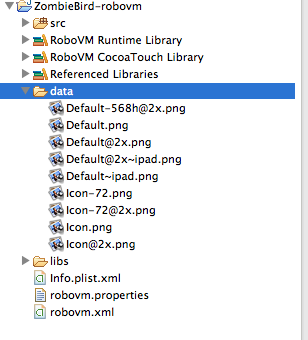 ZombieBird-robovm
src
RoboVM Runtime Library
RoboVM CocoaTouch Library
Referenced Libraries
data
Default-568h@2x.png
Default.png
Default@2x.png
Default@2x~ipad.png
Default~ipad.png
Icon-72.png
Icon-72@2x.png
Icon.png
Icon@2x.png
libs
Info.plist.xml
robovm.properties
robovm.xml